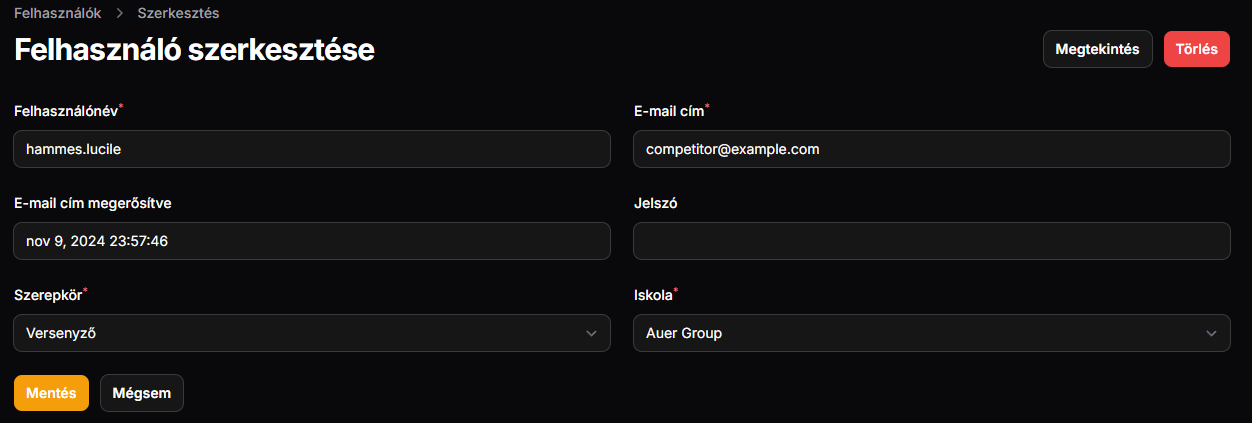 Felhasználók > Szerkesztés
Felhasználó szerkesztése
Megtekintés Törlés
Felhasználónév* E-mail cím*
hammes.lucile competitor@example.com
E-mail cím megerősítve Jelszó
nov 9, 2024 23:57:46
Szerepkör* Iskola*
Versenyző Auer Group
Mentés Mégsem